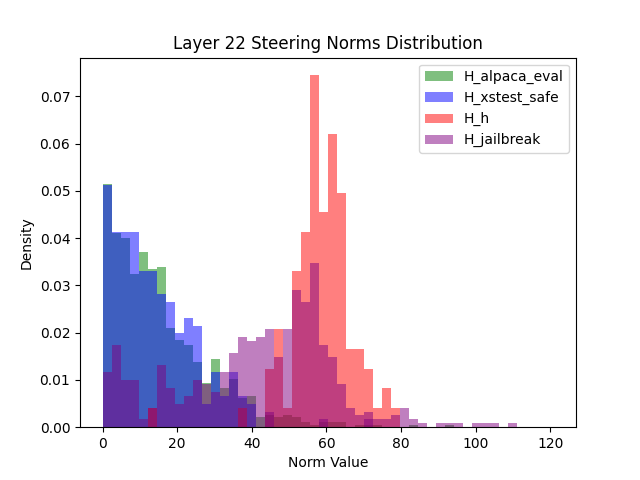 Layer 22 Steering Norms Distribution
H_alpaca_eval
H_xstest_safe
H_h
H_jailbreak
Density
0.07
0.06
0.05
0.04
0.03
0.02
0.01
0.00
0 20 40 60 80 100 120
Norm Value